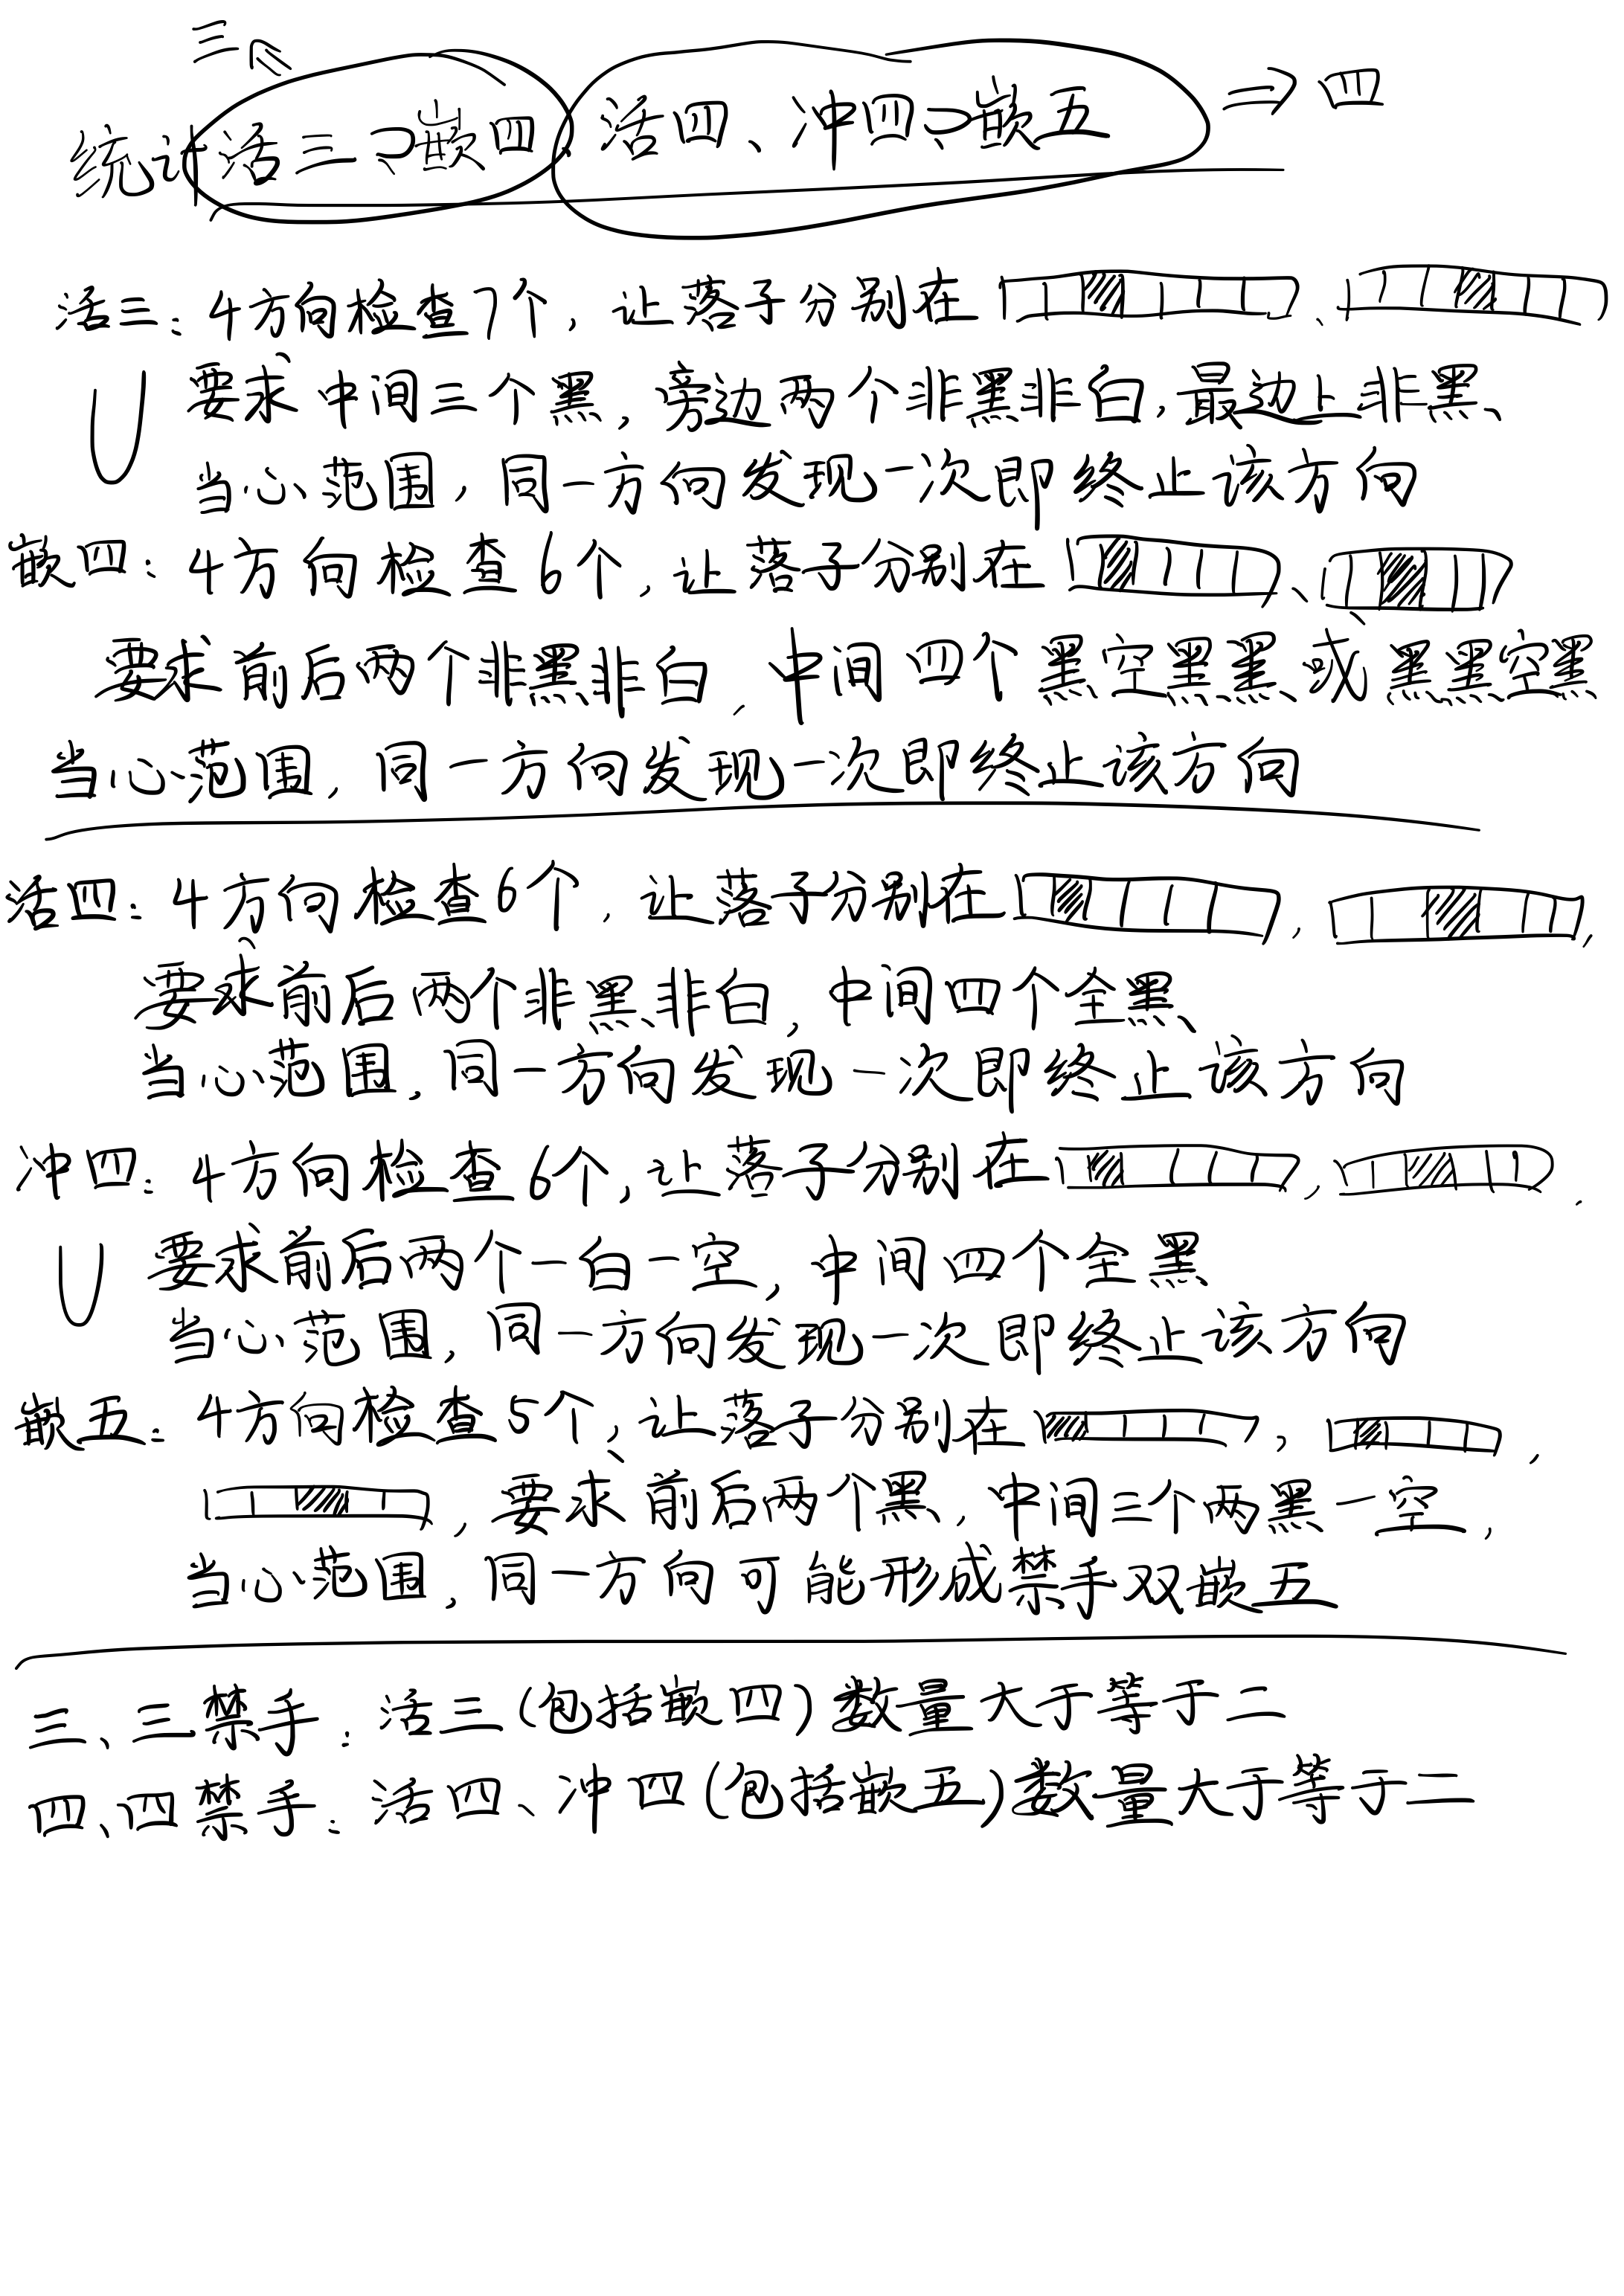 三
统计活三⊃嵌四、活四、冲四⊃嵌五 ⇒ 四
活三:4方向检查7个,让落子分别在 、
要求中间三个黑,旁边两个非黑非白,最边上非黑
当心范围,同一方向发现一次即终止该方向
嵌四:4方向检查6个,让落子分别在 、
要求前后两个非黑非白,中间四个黑空黑黑或黑黑空黑
当心范围,同一方向发现一次即终止该方向
活四:4方向检查6个,让落子分别在 , ,
要求前后两个非黑非白,中间四个全黑
当心范围,同一方向发现一次即终止该方向
冲四:4方向检查6个,让落子分别在 , ,
要求前后两个一白一空,中间四个全黑
当心范围,同一方向发现一次即终止该方向
嵌五:4方向检查5个,让落子分别在 , ,
,要求前后两个黑,中间三个两黑一空,
当心范围,同一方向可能形成禁手双嵌五
三、三禁手:活三(包括嵌四)数量大于等于二
四、四禁手:活四、冲四(包括嵌五)数量大于等于二